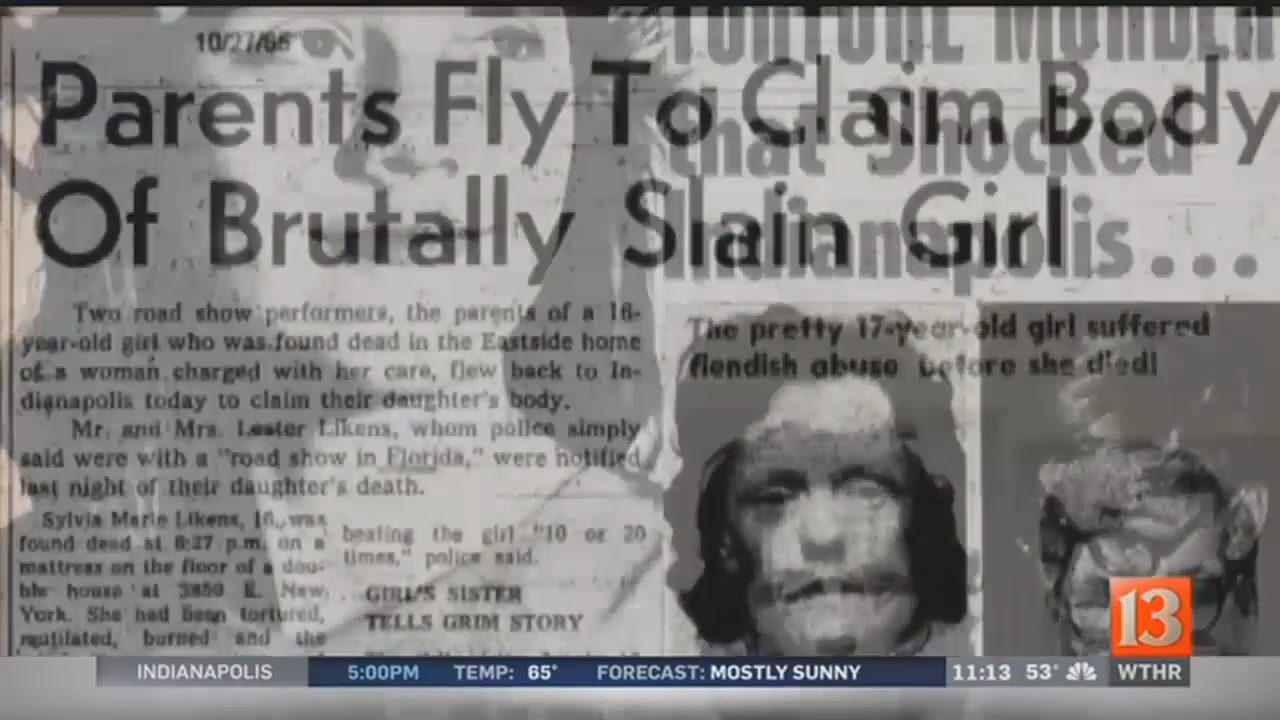 10/27/65
Parents Fly To Claim Body
Of Brutally Slain Girl
TORTURE MURDER
that Shocked
Indianapolis...
Two road show performers, the parents of a 16-
year-old girl who was found dead in the Eastside home
of a woman charged with her care, flew back to In-
dianapolis today to claim their daughter's body.
Mr. and Mrs. Lester Likens, whom police simply
said were with a "road show in Florida," were notified
last night of their daughter's death.
Sylvia Marie Likens, 16, was
found dead at 6:27 p.m. on a
mattress on the floor of a dou-
ble house at 3850 E. New
York. She had been tortured,
mutilated, burned and the
beating the girl "10 or 20
times," police said.
GIRL'S SISTER
TELLS GRIM STORY
The pretty 17-year-old girl suffered
fiendish abuse before she died!
13
INDIANAPOLIS 5:00PM TEMP: 65° FORECAST: MOSTLY SUNNY 11:13 53° WTHR